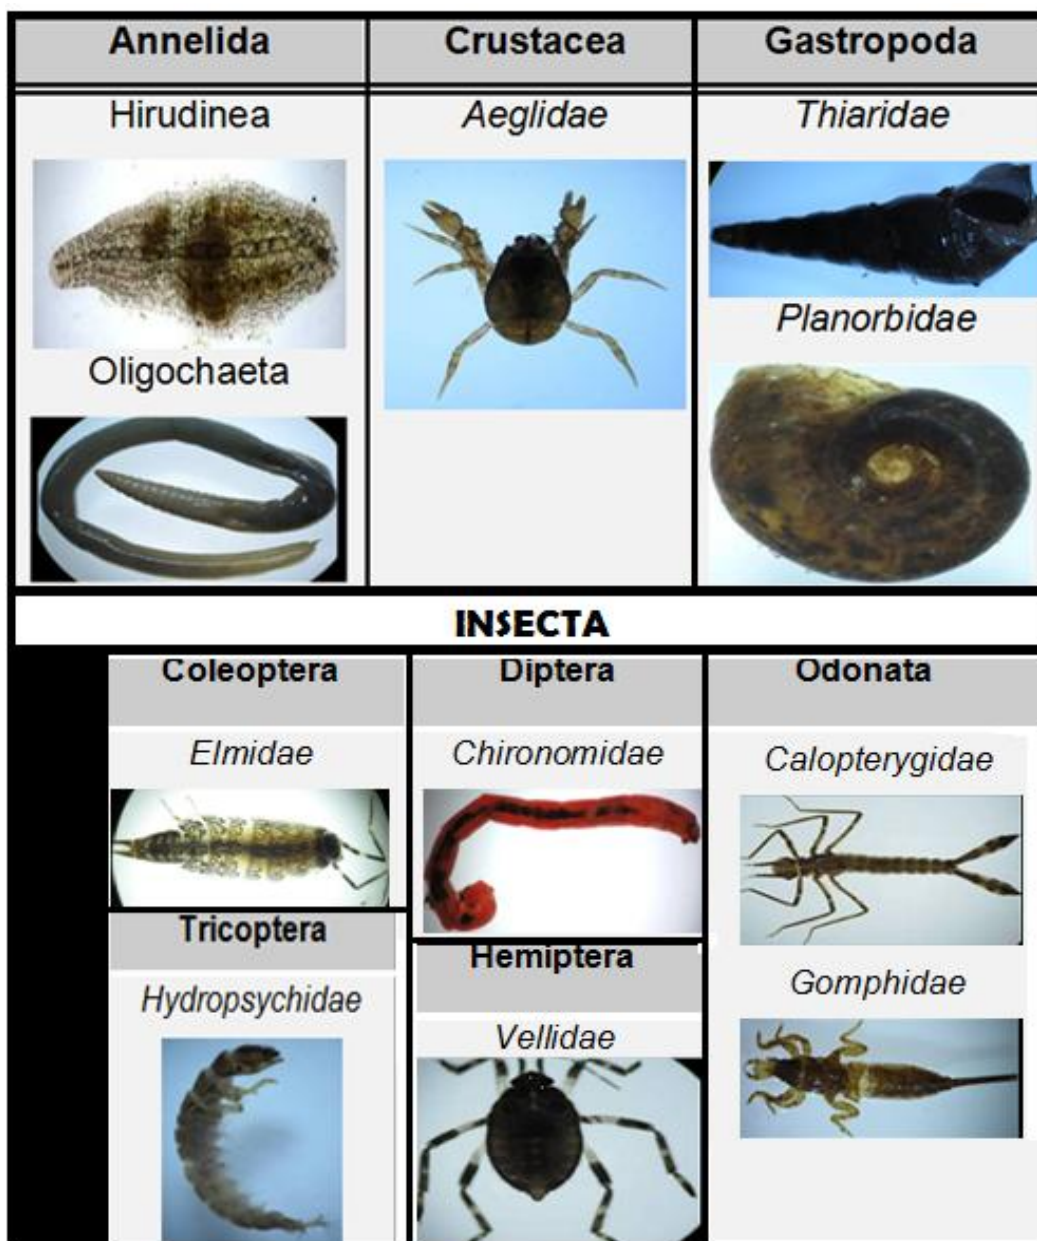 Annelida
Crustacea
Gastropoda
Hirudinea
Aeglidae
Thiaridae
Planorbidae
Oligochaeta
INSECTA
Coleoptera
Diptera
Odonata
Elmidae
Chironomidae
Calopterygidae
Tricoptera
Hemiptera
Hydropsychidae
Gomphidae
Vellidae